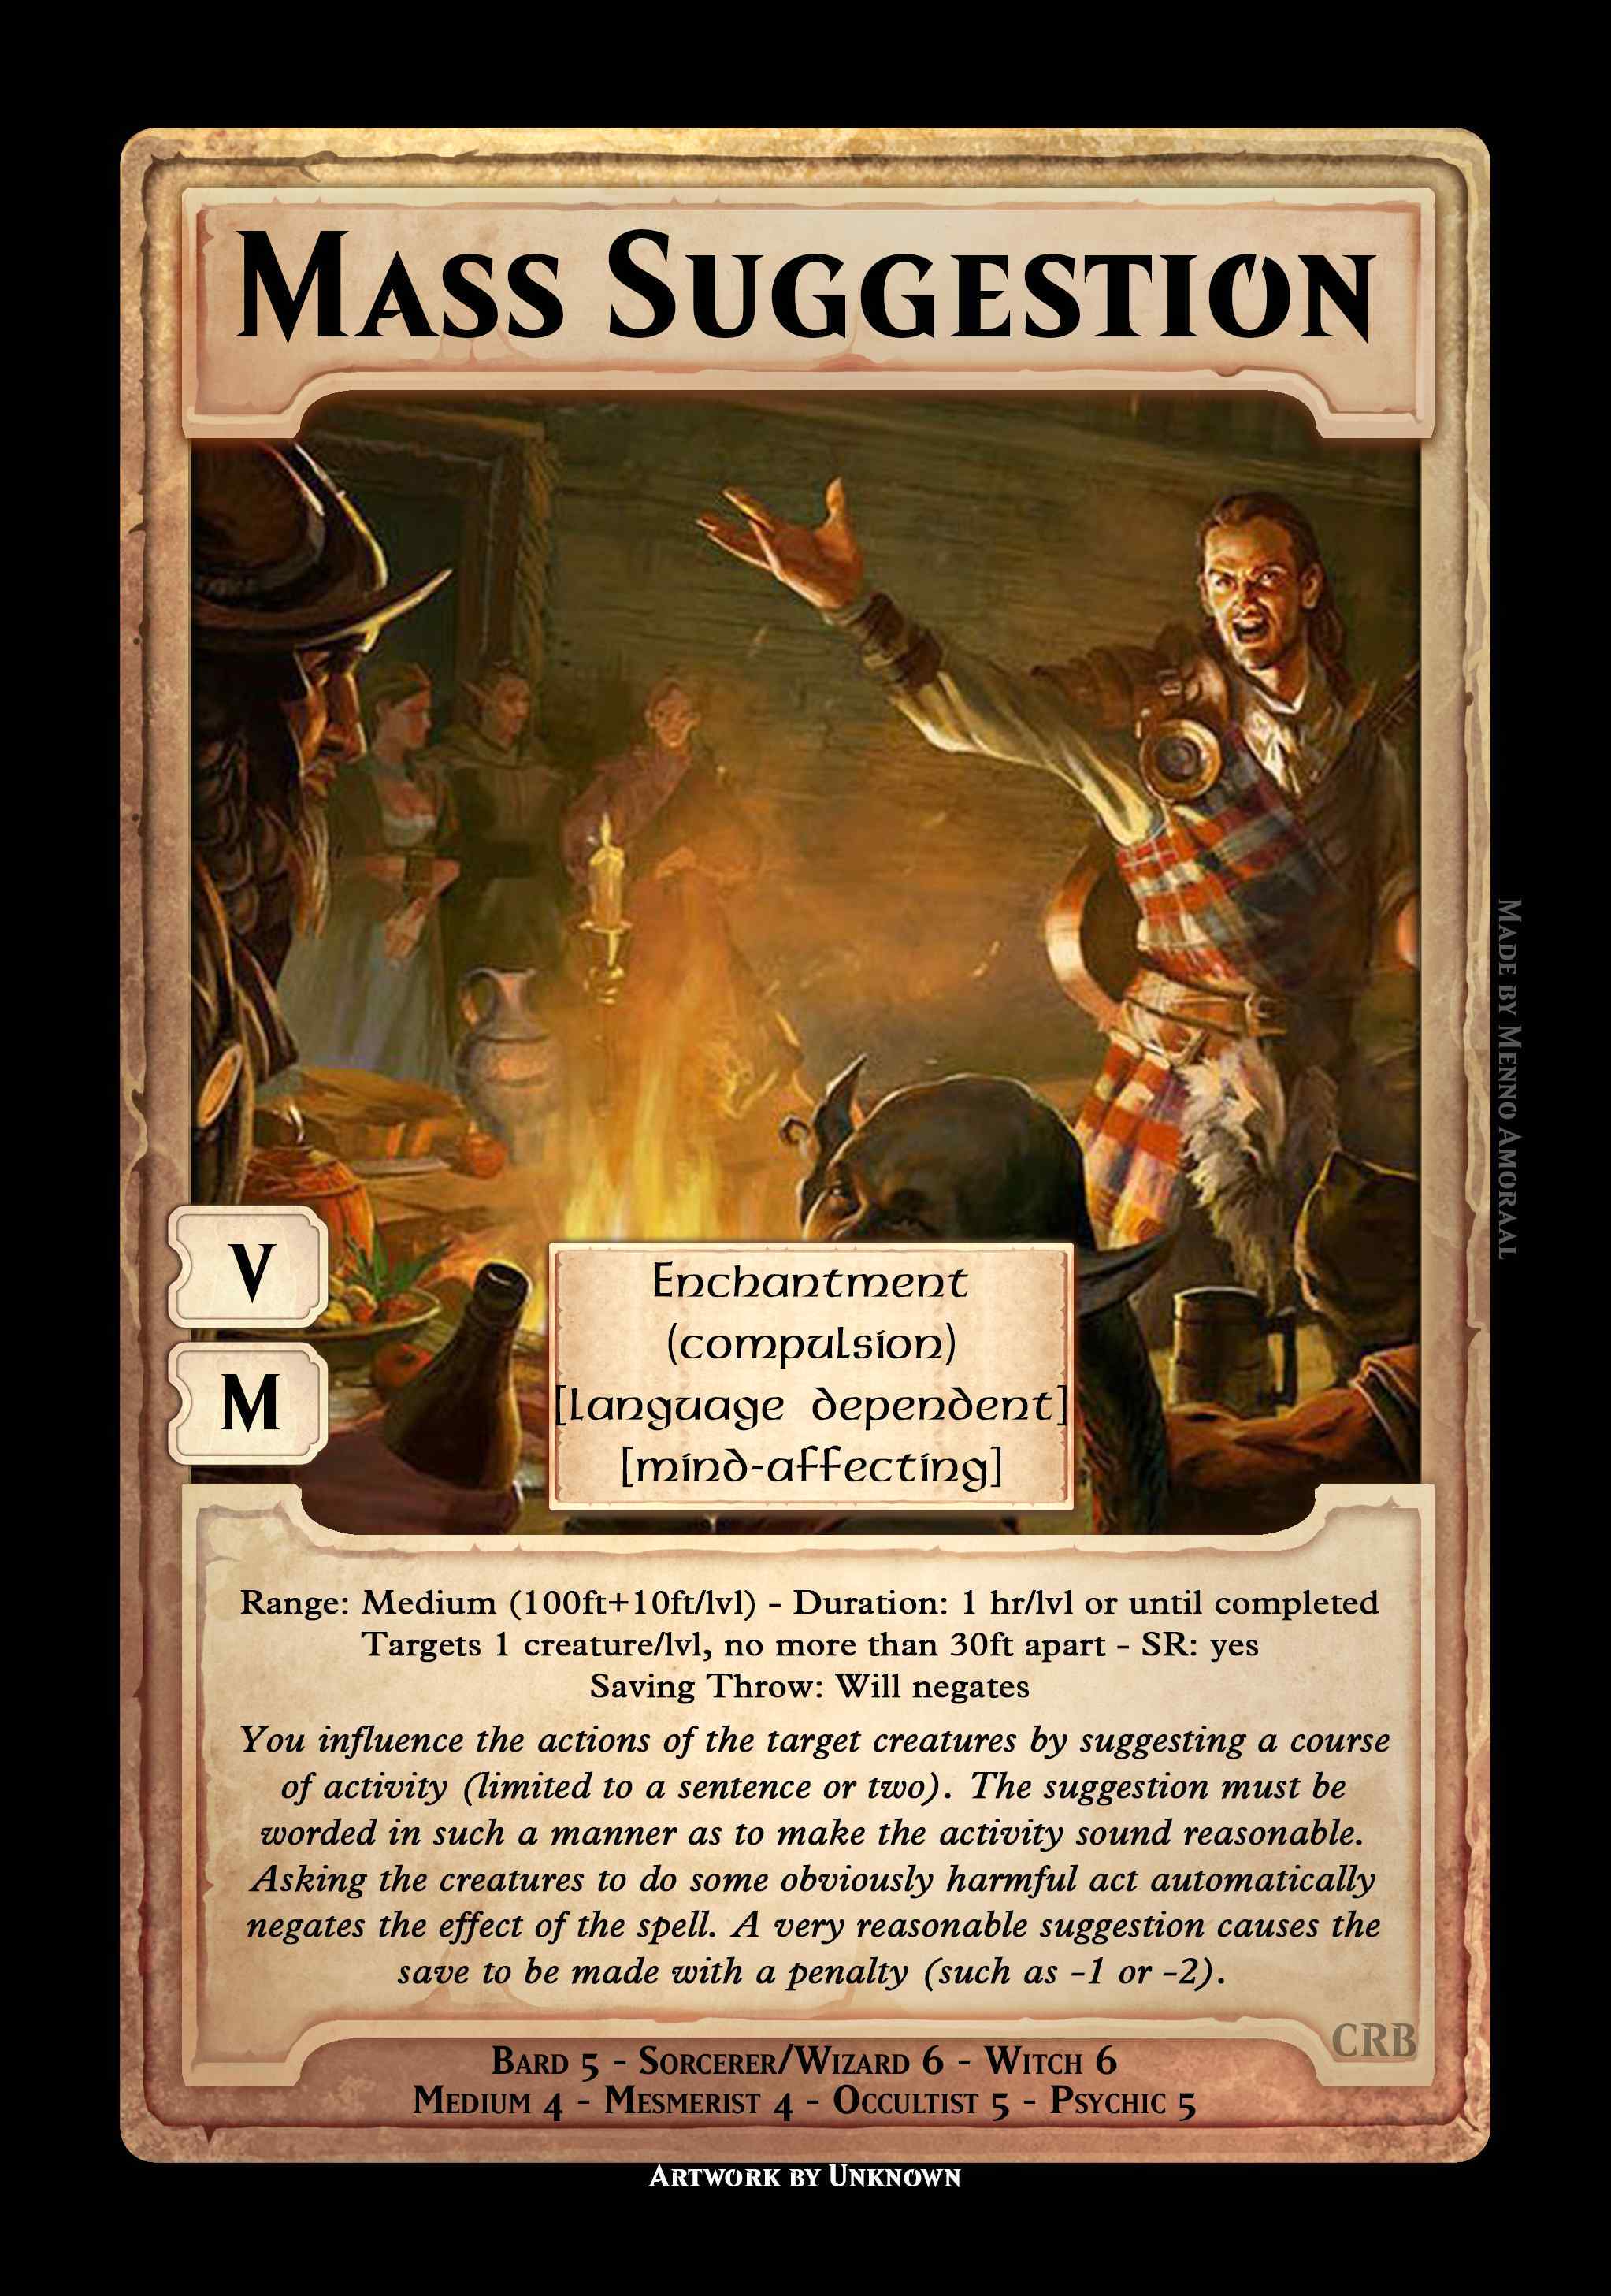 Mass Suggestion
Made by Menno Amoraal
V
M
Enchantment
(compulsion)
[language dependent]
[mind-affecting]
Range: Medium (100ft+10ft/lvl) - Duration: 1 hr/lvl or until completed
Targets 1 creature/lvl, no more than 30ft apart - SR: yes
Saving Throw: Will negates
You influence the actions of the target creatures by suggesting a course
of activity (limited to a sentence or two). The suggestion must be
worded in such a manner as to make the activity sound reasonable.
Asking the creatures to do some obviously harmful act automatically
negates the effect of the spell. A very reasonable suggestion causes the
save to be made with a penalty (such as -1 or -2).
CRB
Bard 5 - Sorcerer/Wizard 6 - Witch 6
Medium 4 - Mesmerist 4 - Occultist 5 - Psychic 5
Artwork by Unknown